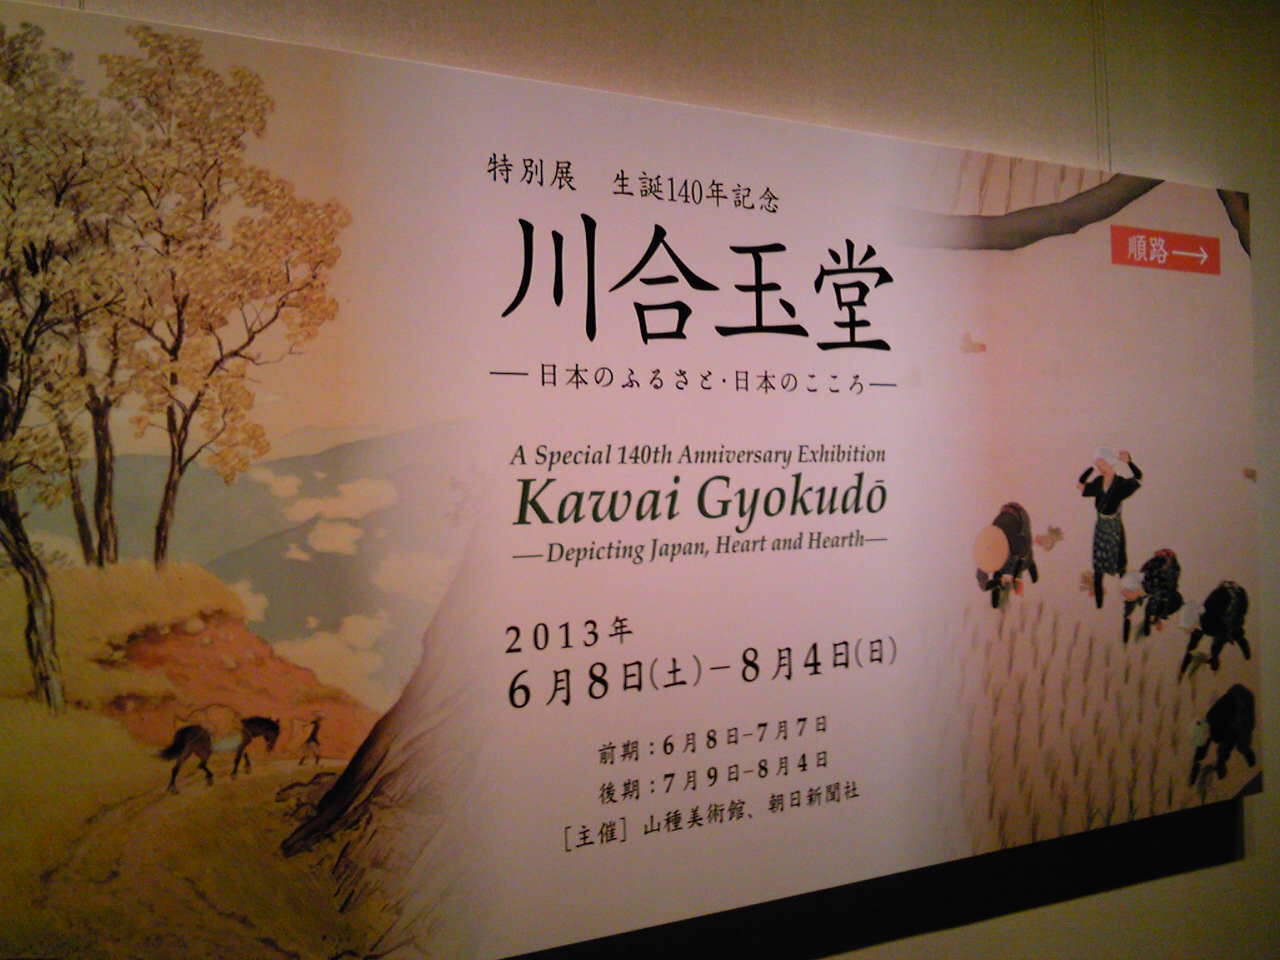 特別展　生誕140年記念
川合玉堂
―日本のふるさと・日本のこころ―
A Special 140th Anniversary Exhibition
Kawai Gyokudō
—Depicting Japan, Heart and Hearth—
2013年
6月8日(土)－8月4日(日)
前期：6月8日－7月7日
後期：7月9日－8月4日
［主催］山種美術館、朝日新聞社
順路→